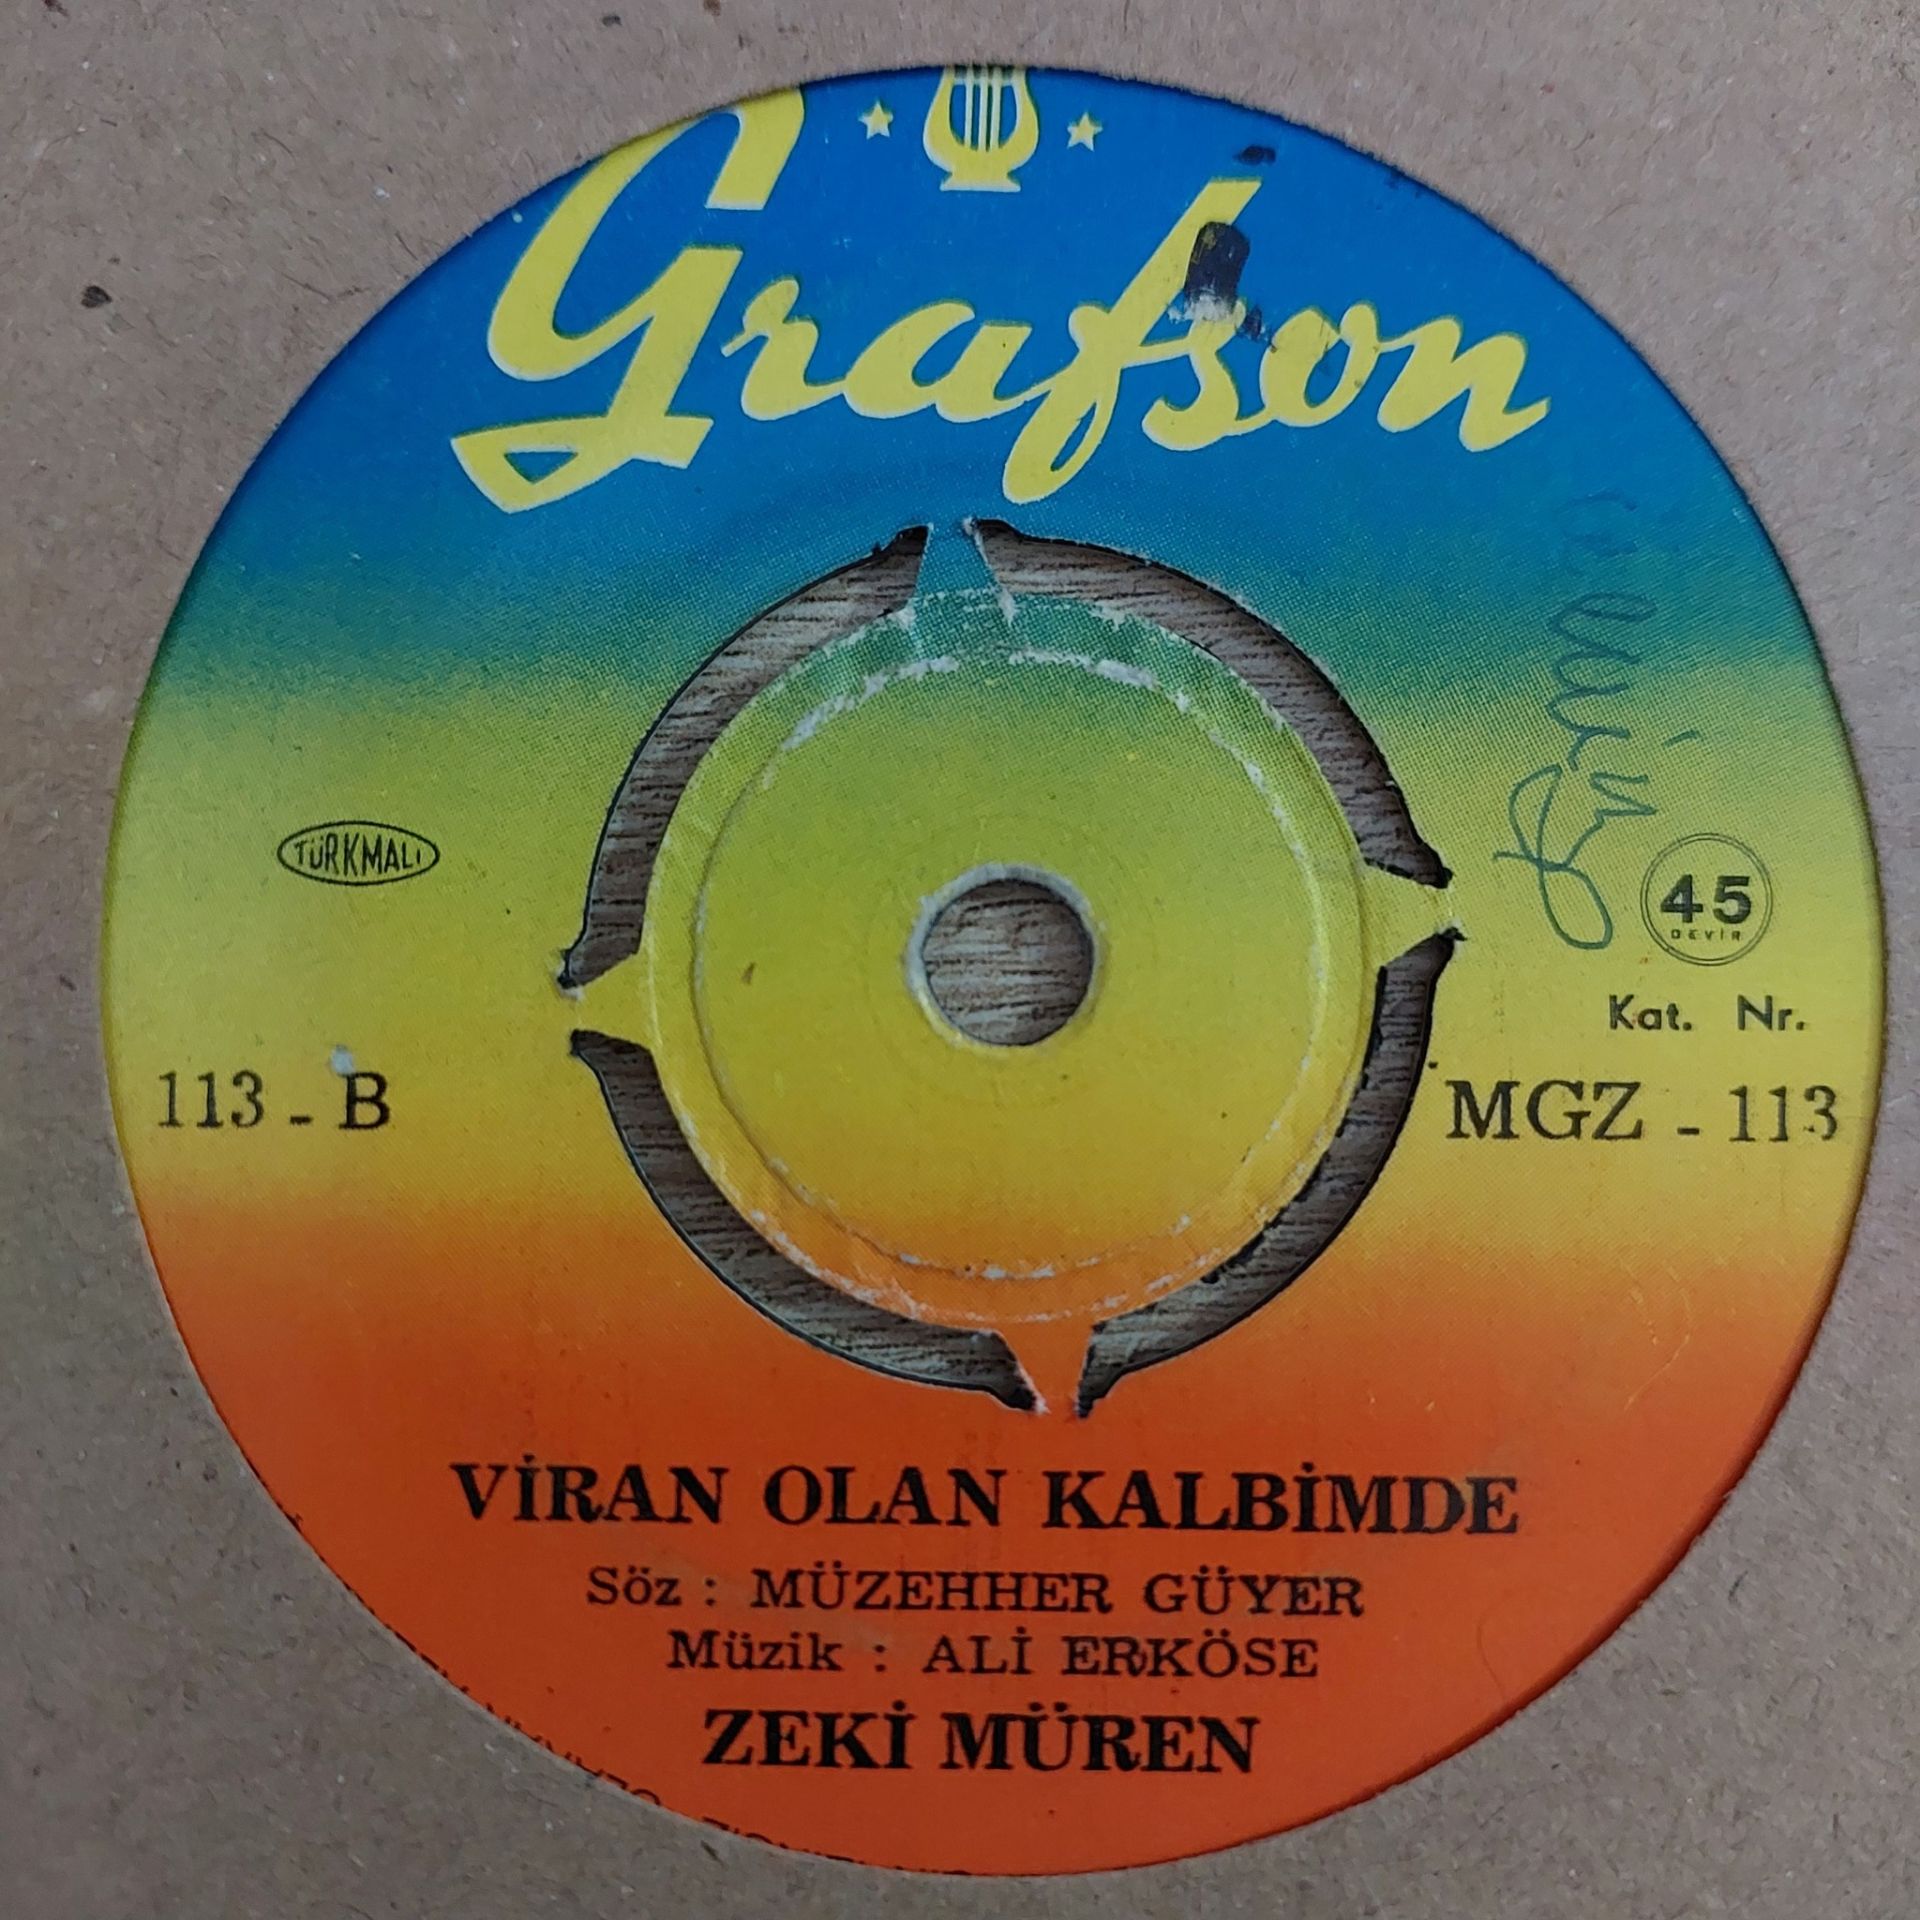 Grafson
TÜRKMALI
45
DEVİR
Kat. Nr.
113 - B
MGZ - 113
VİRAN OLAN KALBİMDE
Söz : MÜZEHHER GÜYER
Müzik : ALİ ERKÖSE
ZEKİ MÜREN